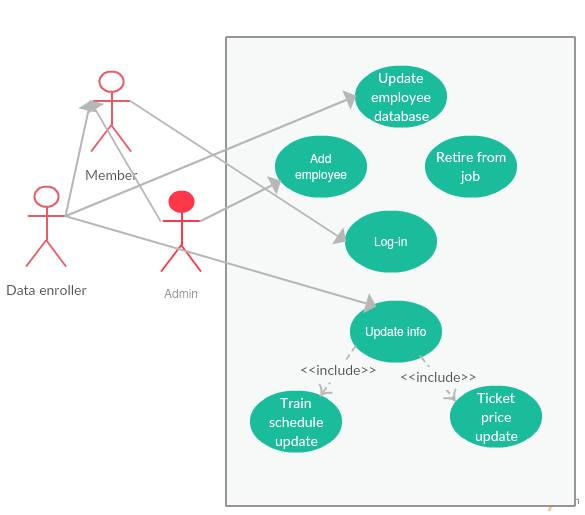 Update
employee
database
Member
Add
employee
Retire from
job
Log-in
Data enroller
Admin
Update info
<<include>>
<<include>>
Train
schedule
update
Ticket
price
update